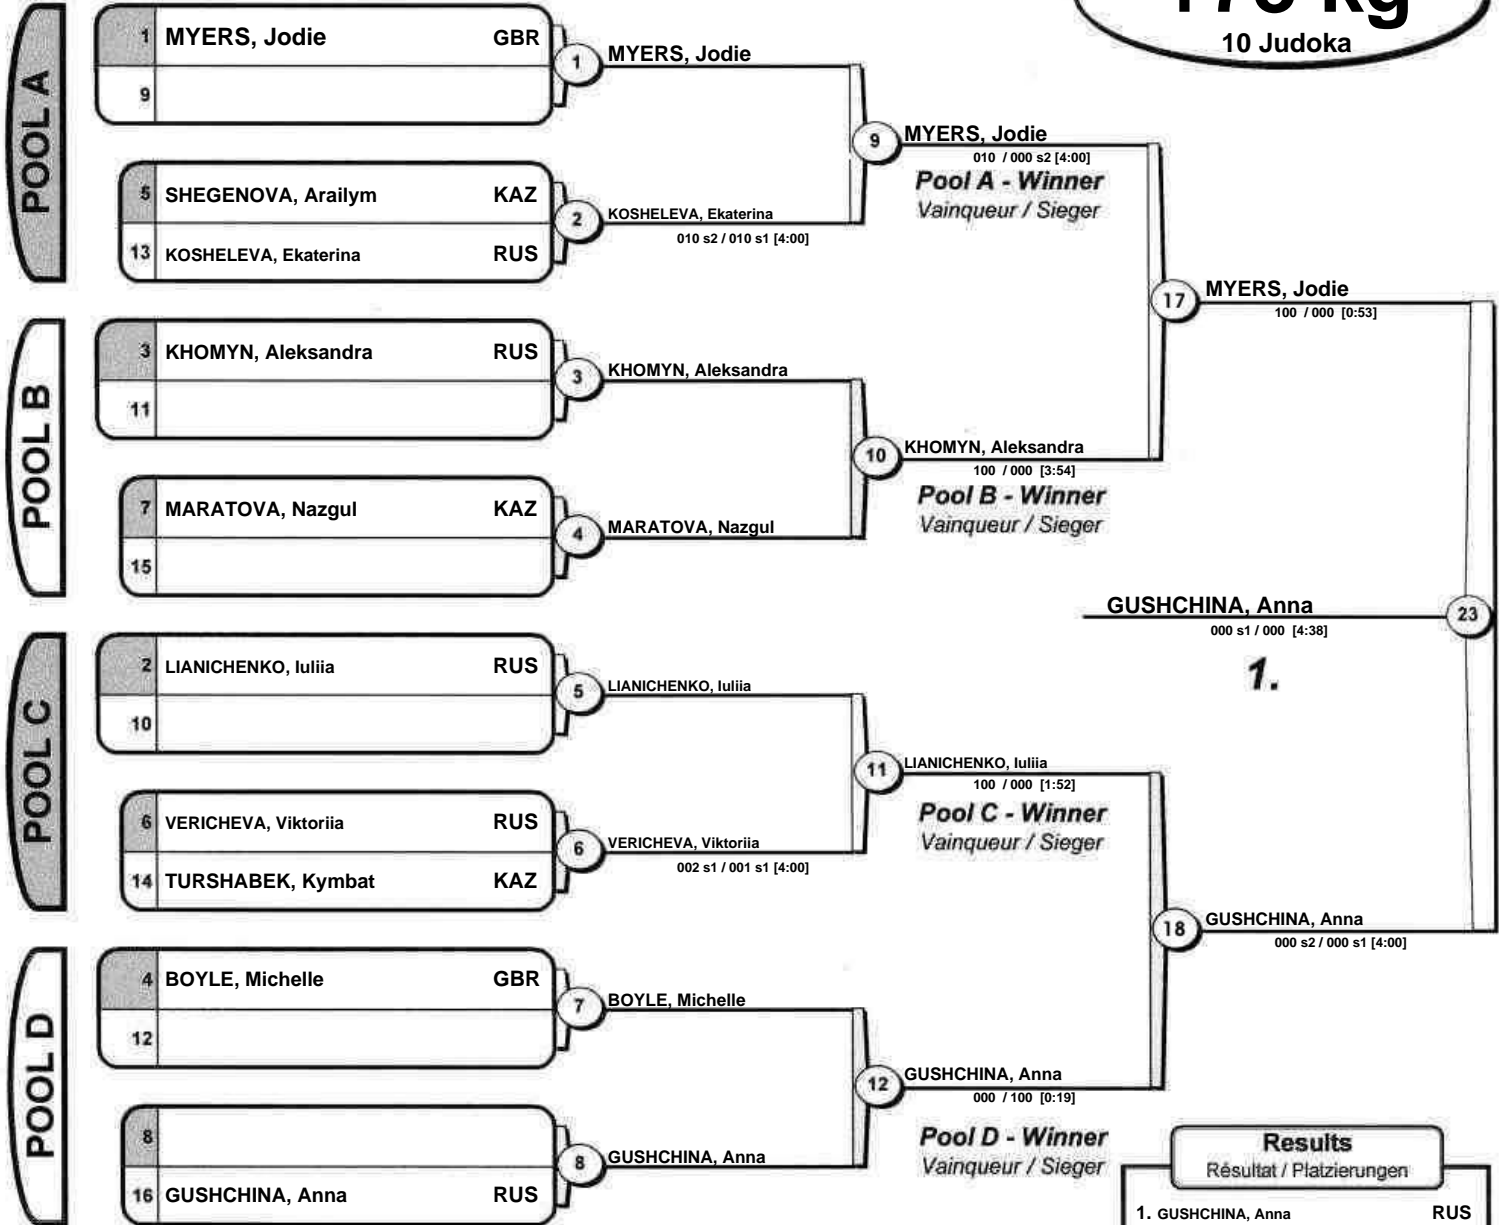 10 Judoka
POOL A
1 MYERS, Jodie GBR
9
1 MYERS, Jodie
5 SHEGENOVA, Arailym KAZ
13 KOSHELEVA, Ekaterina RUS
2 KOSHELEVA, Ekaterina
010 s2 / 010 s1 [4:00]
9 MYERS, Jodie
010 / 000 s2 [4:00]
Pool A - Winner
Vainqueur / Sieger
POOL B
3 KHOMYN, Aleksandra RUS
11
3 KHOMYN, Aleksandra
7 MARATOVA, Nazgul KAZ
15
4 MARATOVA, Nazgul
10 KHOMYN, Aleksandra
100 / 000 [3:54]
Pool B - Winner
Vainqueur / Sieger
17 MYERS, Jodie
100 / 000 [0:53]
GUSHCHINA, Anna 23
000 s1 / 000 [4:38]
1.
POOL C
2 LIANICHENKO, Iuliia RUS
10
5 LIANICHENKO, Iuliia
6 VERICHEVA, Viktoriia RUS
14 TURSHABEK, Kymbat KAZ
6 VERICHEVA, Viktoriia
002 s1 / 001 s1 [4:00]
11 LIANICHENKO, Iuliia
100 / 000 [1:52]
Pool C - Winner
Vainqueur / Sieger
18 GUSHCHINA, Anna
000 s2 / 000 s1 [4:00]
POOL D
4 BOYLE, Michelle GBR
12
7 BOYLE, Michelle
8
16 GUSHCHINA, Anna RUS
8 GUSHCHINA, Anna
12 GUSHCHINA, Anna
000 / 100 [0:19]
Pool D - Winner
Vainqueur / Sieger
Results
Résultat / Platzierungen
1. GUSHCHINA, Anna RUS